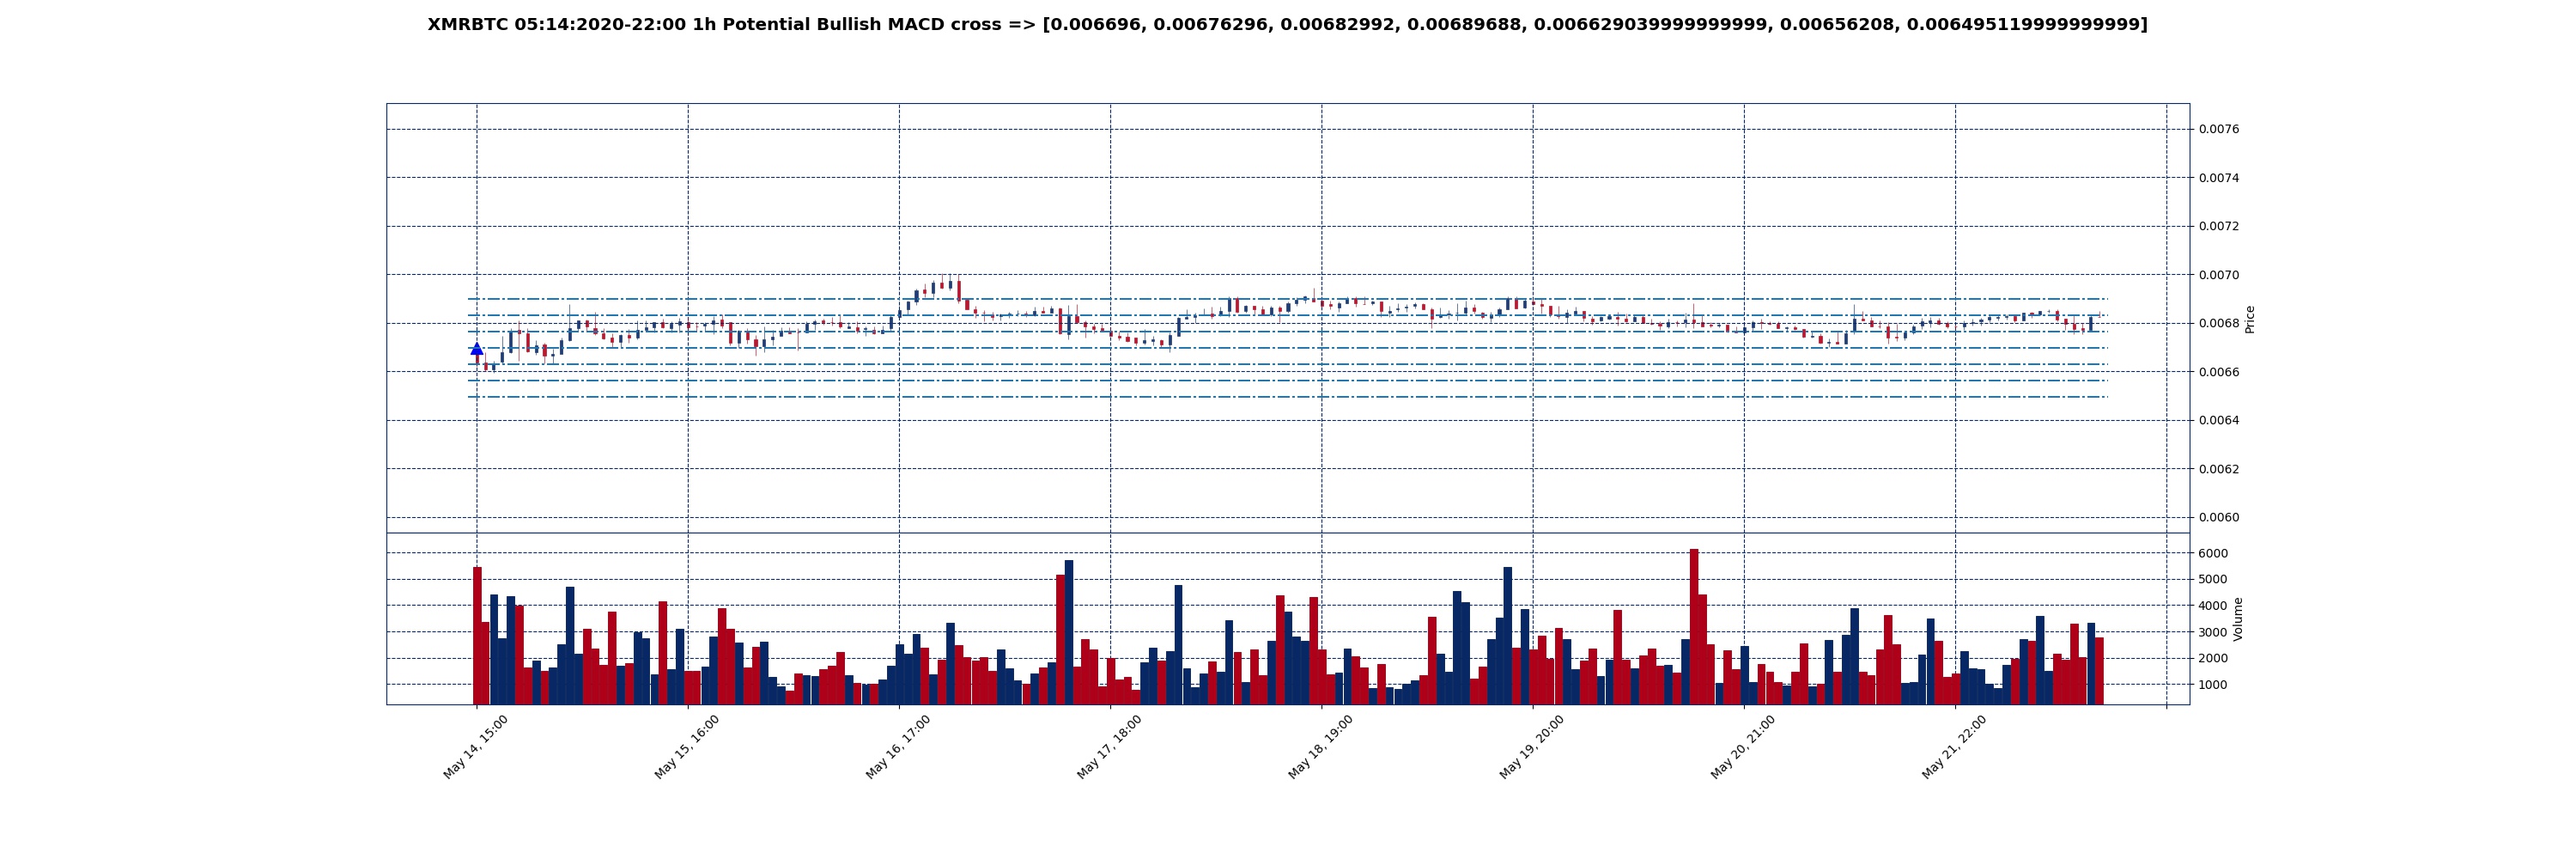 XMRBTC 05:14:2020-22:00 1h Potential Bullish MACD cross => [0.006696, 0.00676296, 0.00682992, 0.00689688, 0.006629039999999999, 0.00656208, 0.006495119999999999]
0.0076
0.0074
0.0072
0.0070
0.0068
0.0066
0.0064
0.0062
0.0060
Price
6000
5000
4000
3000
2000
1000
Volume
May 14, 15:00
May 15, 16:00
May 16, 17:00
May 17, 18:00
May 18, 19:00
May 19, 20:00
May 20, 21:00
May 21, 22:00